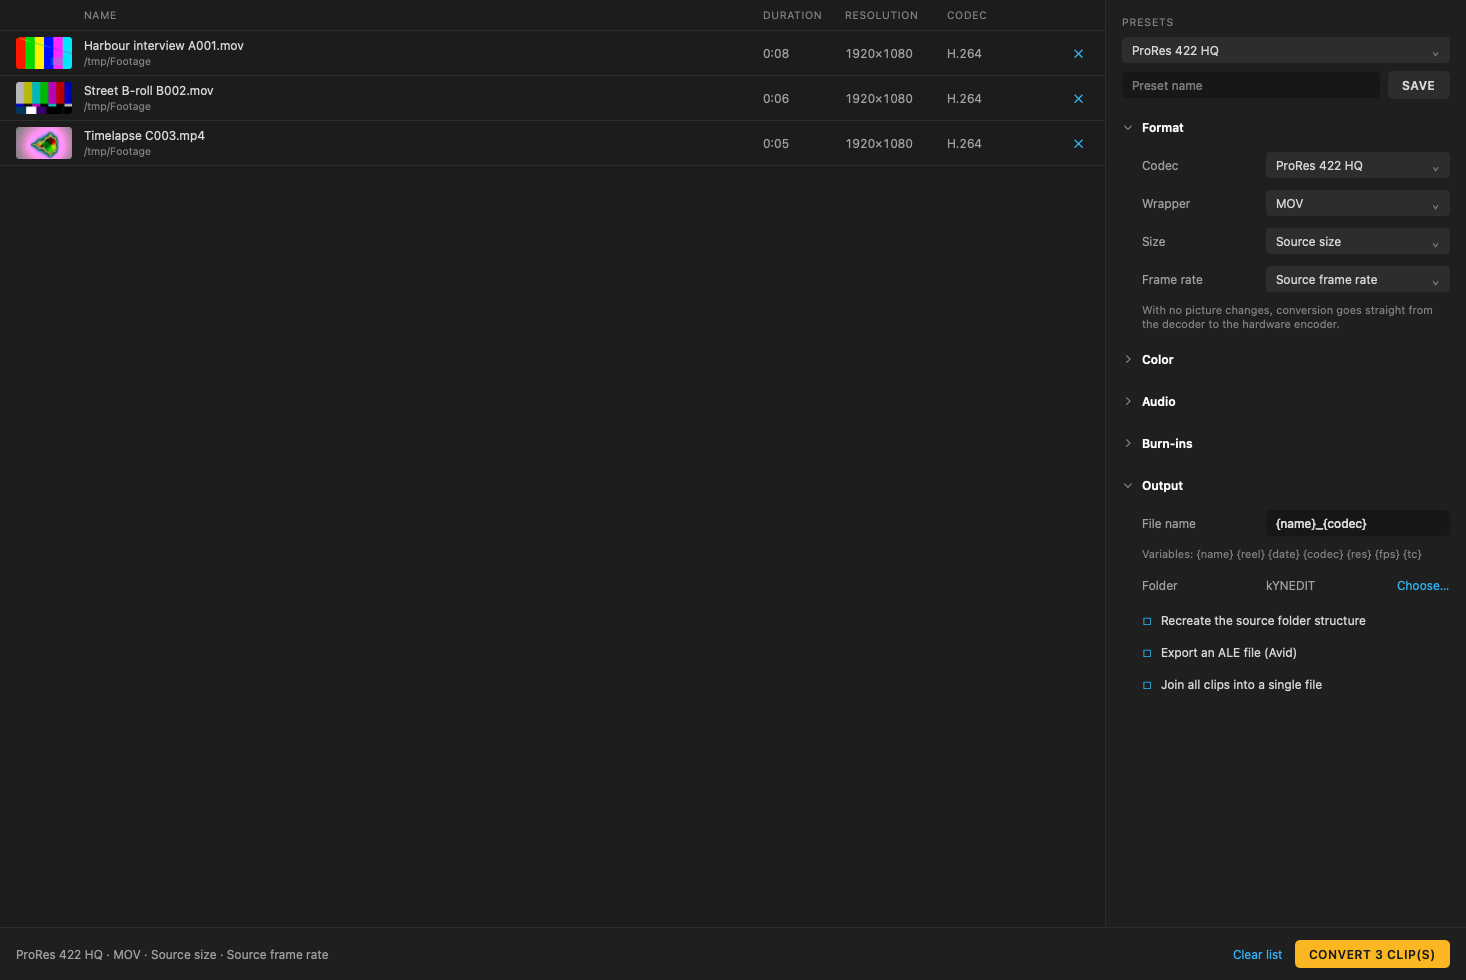 NAME DURATION RESOLUTION CODEC
Harbour interview A001.mov
/tmp/Footage
0:08 1920×1080 H.264
Street B-roll B002.mov
/tmp/Footage
0:06 1920×1080 H.264
Timelapse C003.mp4
/tmp/Footage
0:05 1920×1080 H.264
PRESETS
ProRes 422 HQ
Preset name SAVE
Format
Codec ProRes 422 HQ
Wrapper MOV
Size Source size
Frame rate Source frame rate
With no picture changes, conversion goes straight from
the decoder to the hardware encoder.
Color
Audio
Burn-ins
Output
File name {name}_{codec}
Variables: {name} {reel} {date} {codec} {res} {fps} {tc}
Folder kYNEDIT Choose...
Recreate the source folder structure
Export an ALE file (Avid)
Join all clips into a single file
ProRes 422 HQ · MOV · Source size · Source frame rate
Clear list CONVERT 3 CLIP(S)